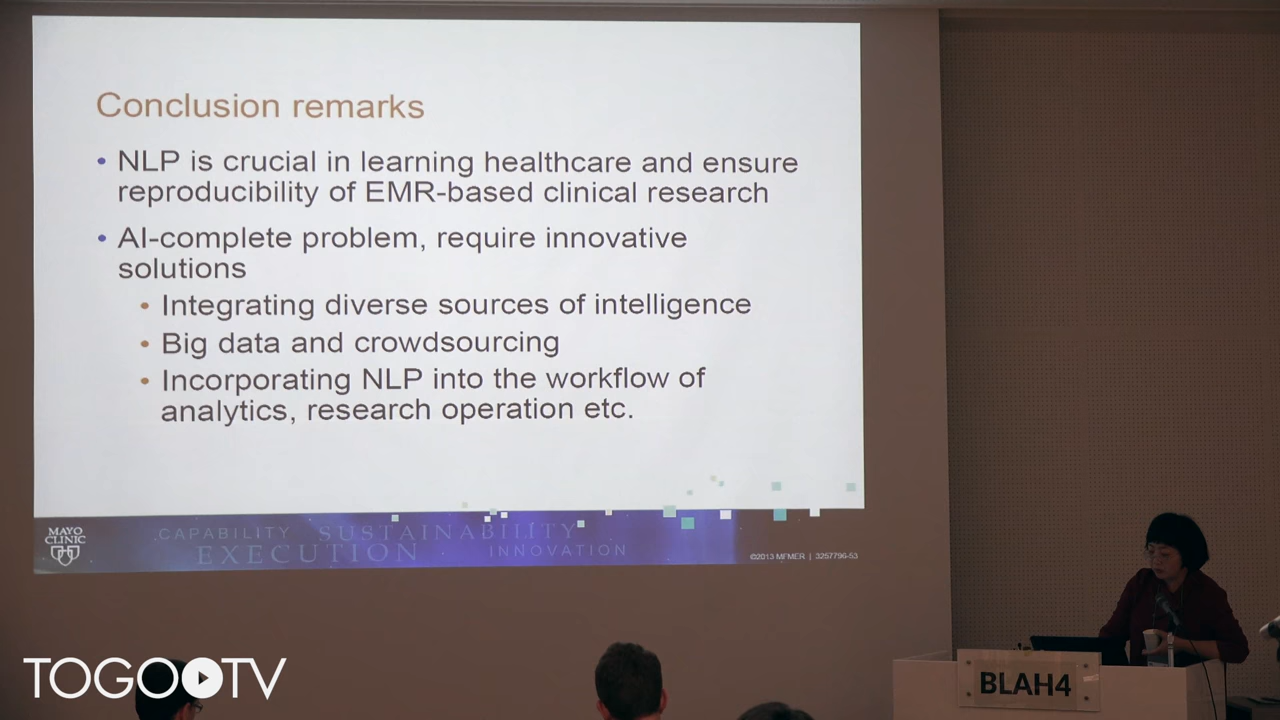 Conclusion remarks
• NLP is crucial in learning healthcare and ensure
reproducibility of EMR-based clinical research
• AI-complete problem, require innovative
solutions
• Integrating diverse sources of intelligence
• Big data and crowdsourcing
• Incorporating NLP into the workflow of
analytics, research operation etc.
MAYO
CLINIC
CAPABILITY SUSTAINABILITY
EXECUTION INNOVATION
©2013 MFMER | 3257796-53
BLAH4
TOGOTV